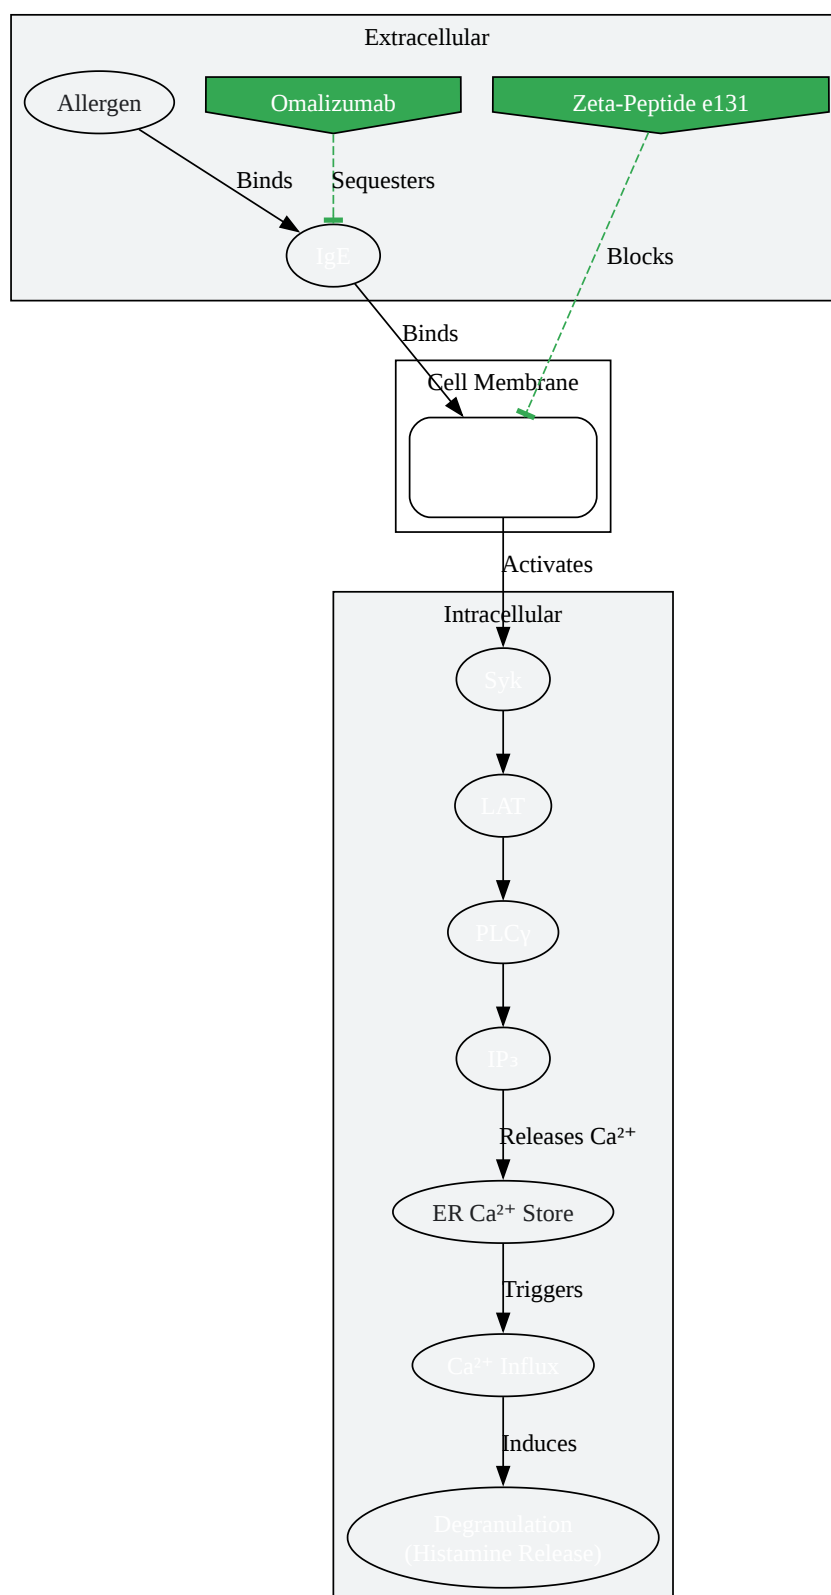 Extracellular
Allergen
Omalizumab
Zeta-Peptide e131
Binds
Sequesters
IgE
Blocks
Binds
Cell Membrane
Activates
Intracellular
Syk
LAT
PLCγ
IP₃
Releases Ca²⁺
ER Ca²⁺ Store
Triggers
Ca²⁺ Influx
Induces
Degranulation
(Histamine Release)